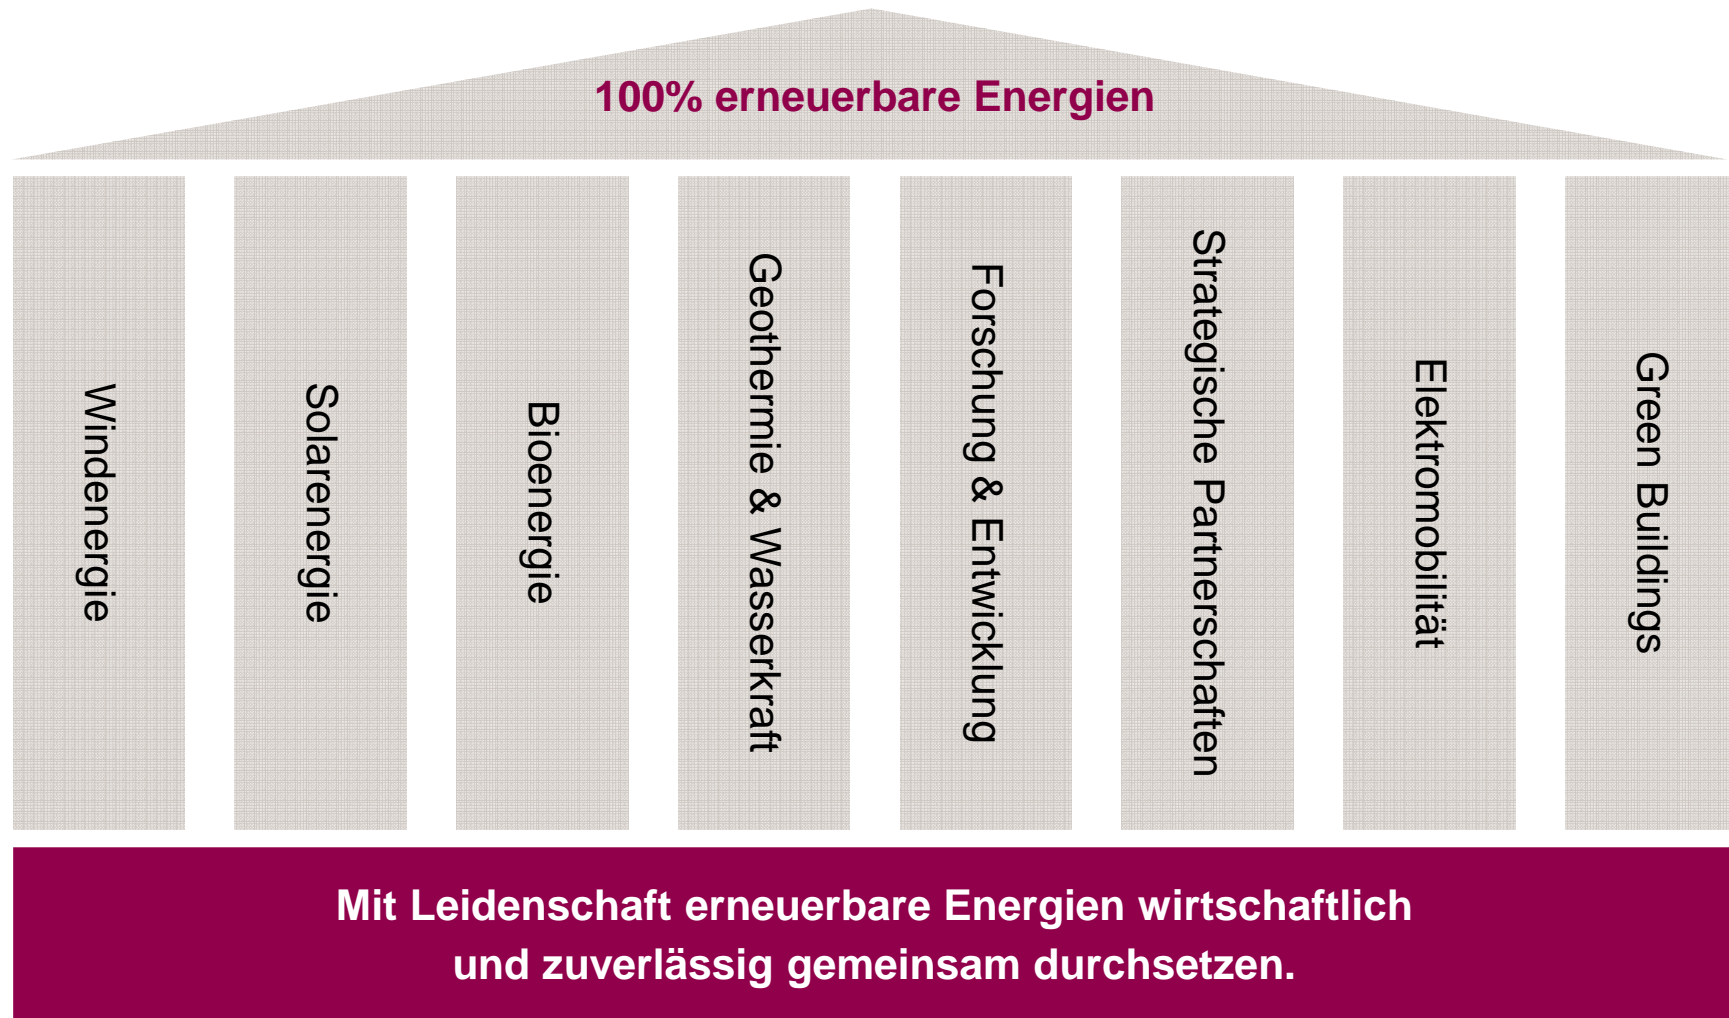 100% erneuerbare Energien
Windenergie
Solarenergie
Bioenergie
Geothermie & Wasserkraft
Forschung & Entwicklung
Strategische Partnerschaften
Elektromobilität
Green Buildings
Mit Leidenschaft erneuerbare Energien wirtschaftlich
und zuverlässig gemeinsam durchsetzen.